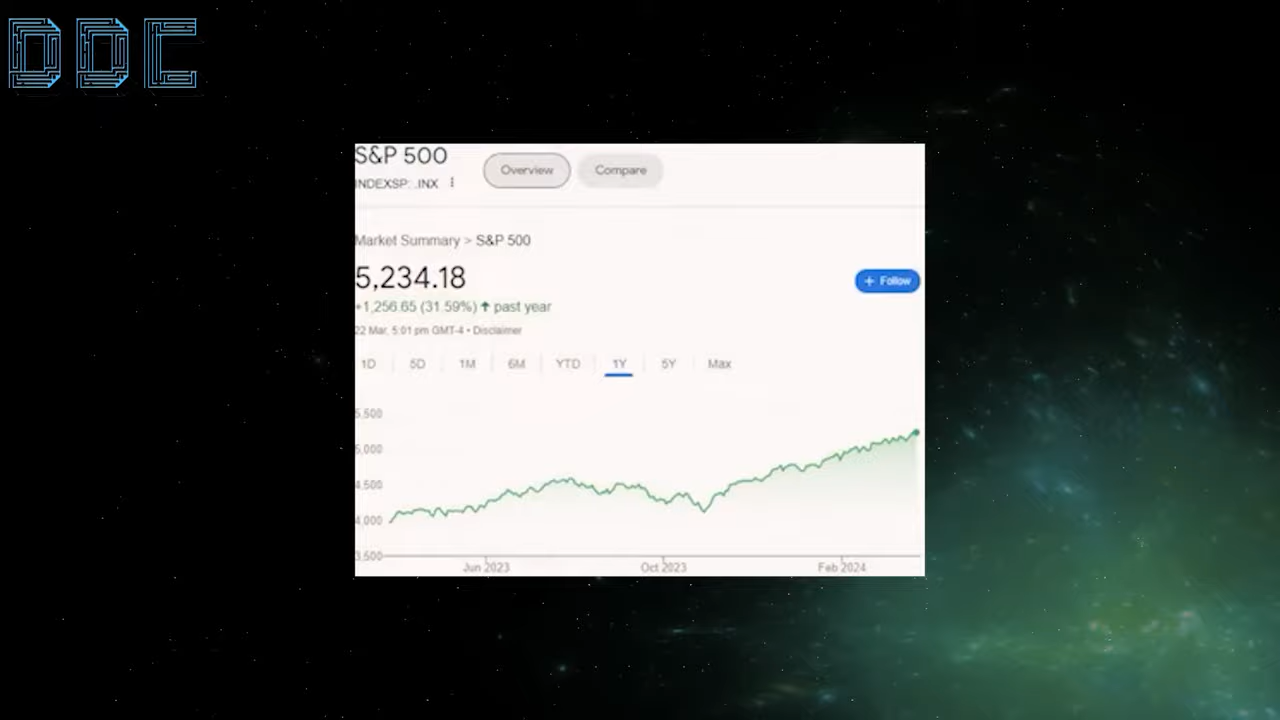 DDC
S&P 500
Overview
Compare
INDEXSP: .INX
Market Summary > S&P 500
5,234.18
+ Follow
+1,256.65 (31.59%) ↑ past year
22 Mar, 5:01 pm GMT-4 • Disclaimer
1D 5D 1M 6M YTD 1Y 5Y Max
5,500
5,000
4,500
4,000
3,500
Jun 2023 Oct 2023 Feb 2024